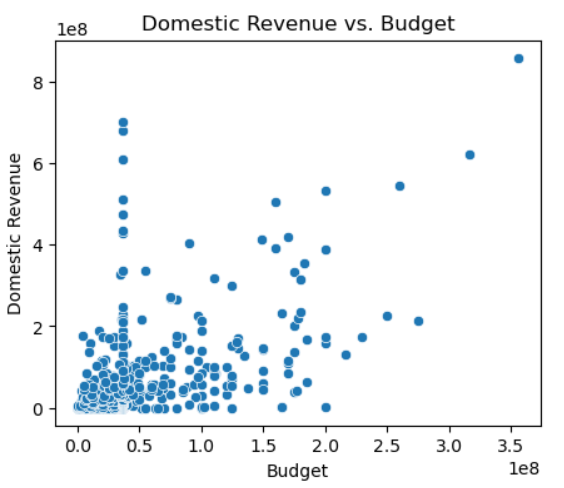 Domestic Revenue vs. Budget
1e8
8
6
4
2
0
Domestic Revenue
0.0 0.5 1.0 1.5 2.0 2.5 3.0 3.5
1e8
Budget